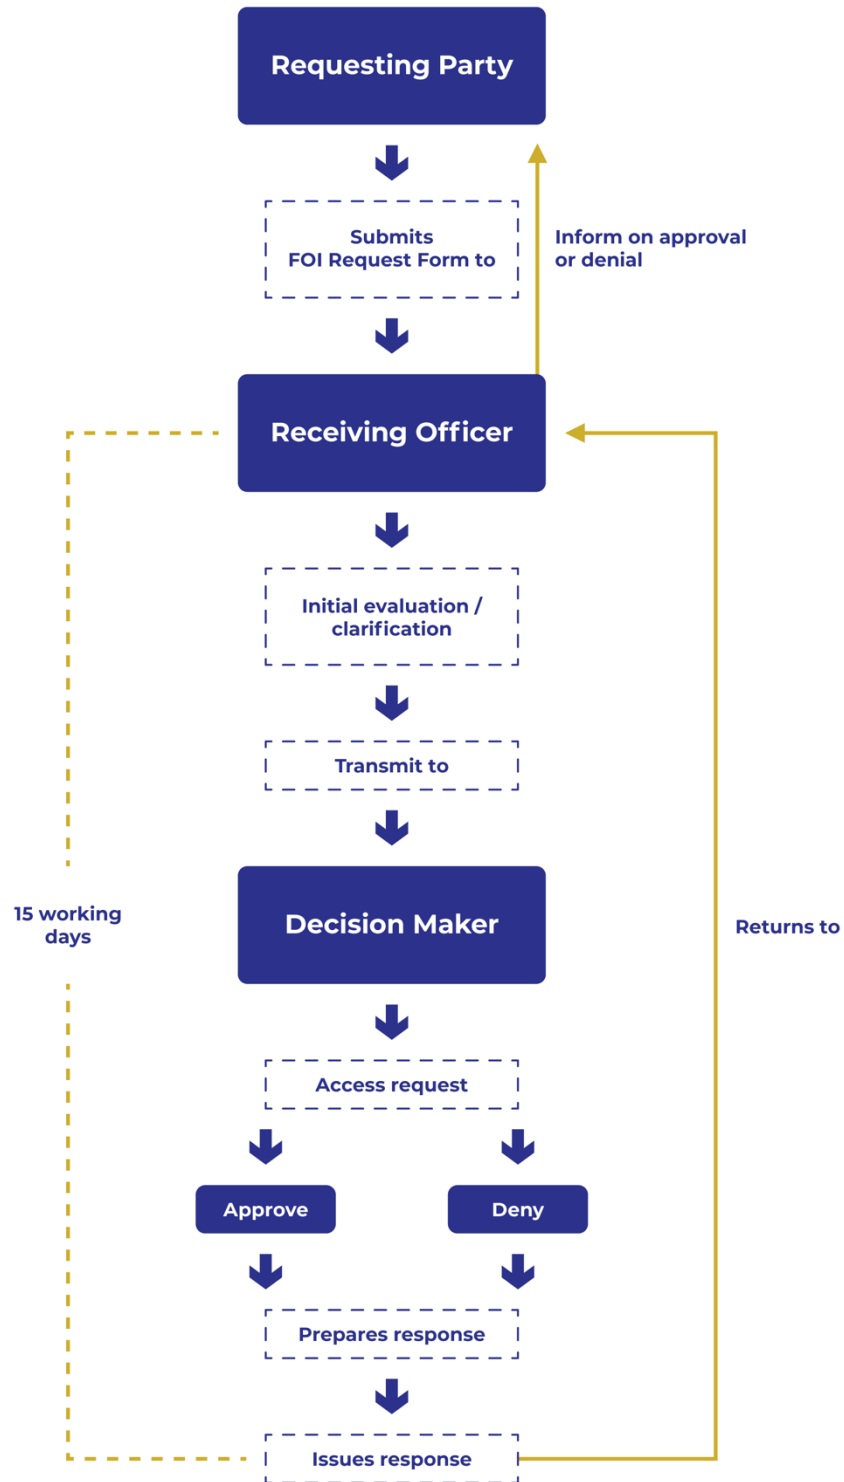 Requesting Party
Submits
FOI Request Form to
Inform on approval
or denial
Receiving Officer
Initial evaluation /
clarification
Transmit to
15 working
days
Decision Maker
Returns to
Access request
Approve
Deny
Prepares response
Issues response